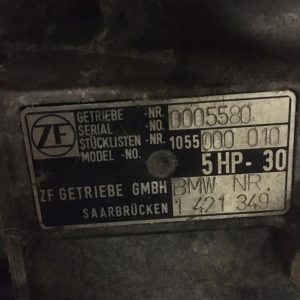 ZF
GETRIEBE -NR.
SERIAL -NO. 0005580
STÜCKLISTEN -NR. 1055 000 010
MODEL -NO.
5 HP - 30
ZF GETRIEBE GMBH BMW NR.
SAARBRÜCKEN 1 421 349